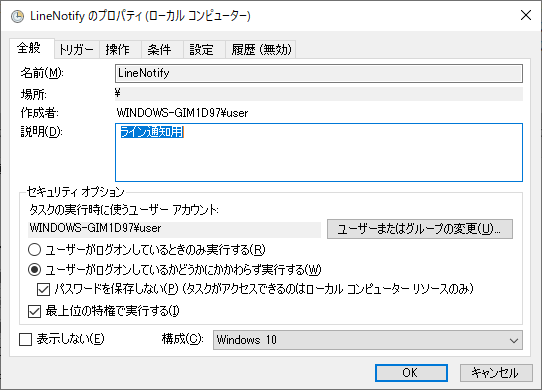 LineNotify のプロパティ (ローカル コンピューター)
全般 トリガー 操作 条件 設定 履歴 (無効)
名前(M): LineNotify
場所: ¥
作成者: WINDOWS-GIM1D97¥user
説明(D): ライン通知用
セキュリティ オプション
タスクの実行時に使うユーザー アカウント:
WINDOWS-GIM1D97¥user ユーザーまたはグループの変更(U)...
ユーザーがログオンしているときのみ実行する(R)
ユーザーがログオンしているかどうかにかかわらず実行する(W)
パスワードを保存しない(P) (タスクがアクセスできるのはローカル コンピューター リソースのみ)
最上位の特権で実行する(I)
表示しない(E) 構成(C): Windows 10
OK キャンセル